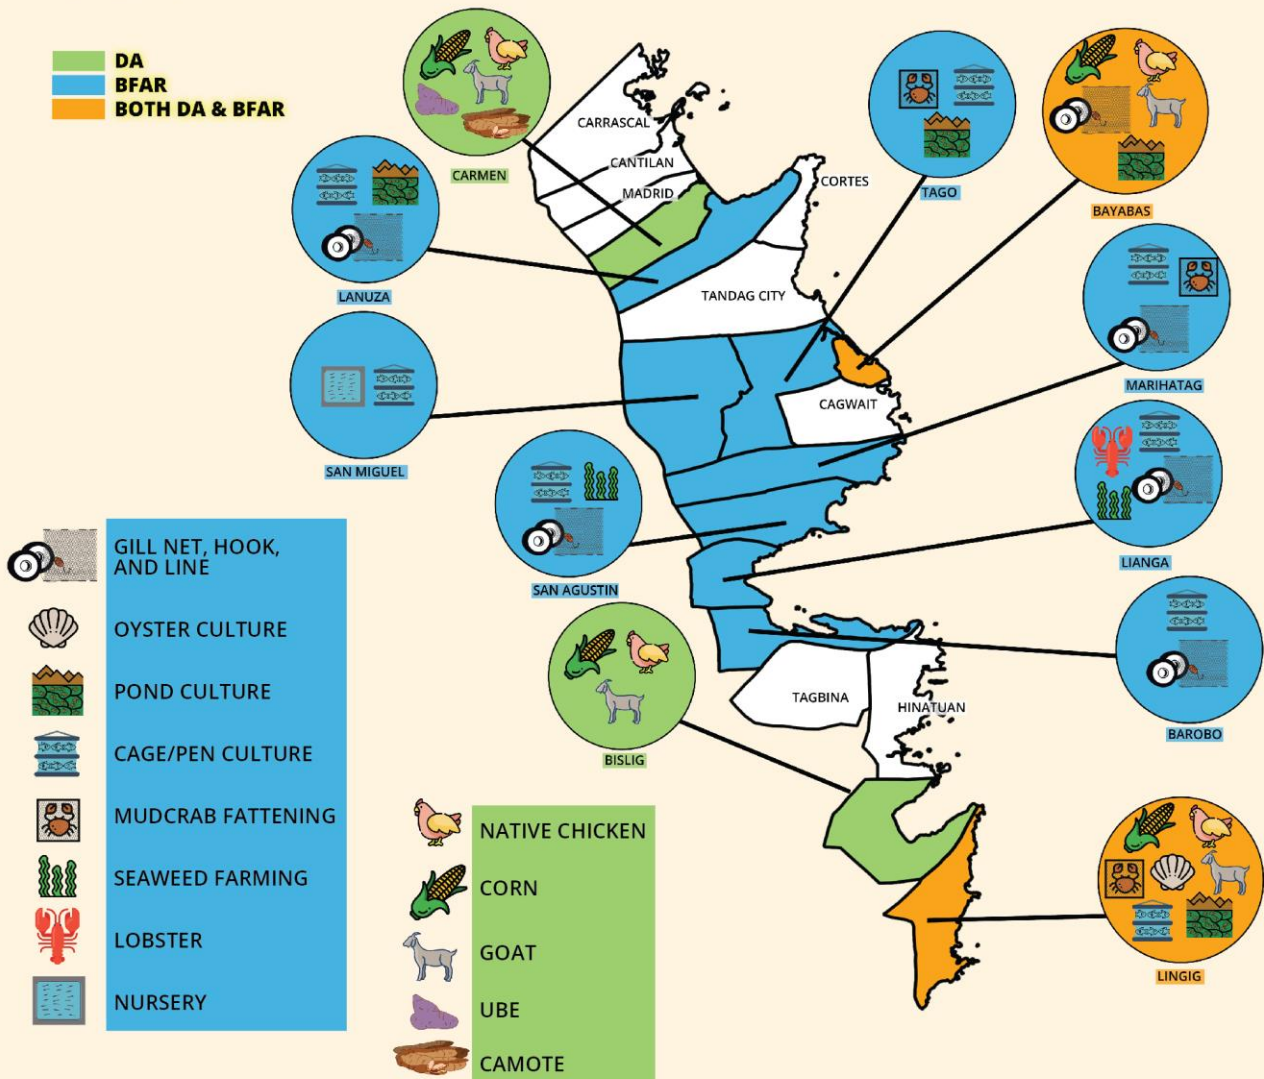 DA
BFAR
BOTH DA & BFAR
CARMEN
TAGO
BAYABAS
LANUZA
MARIHATAG
SAN MIGUEL
SAN AGUSTIN
LIANGA
BISLIG
BAROBO
LINGIG
CARRASCAL
CANTILAN
MADRID
CORTES
TANDAG CITY
CAGWAIT
TAGBINA
HINATUAN
GILL NET, HOOK,
AND LINE
OYSTER CULTURE
POND CULTURE
CAGE/PEN CULTURE
MUDCRAB FATTENING
SEAWEED FARMING
LOBSTER
NURSERY
NATIVE CHICKEN
CORN
GOAT
UBE
CAMOTE